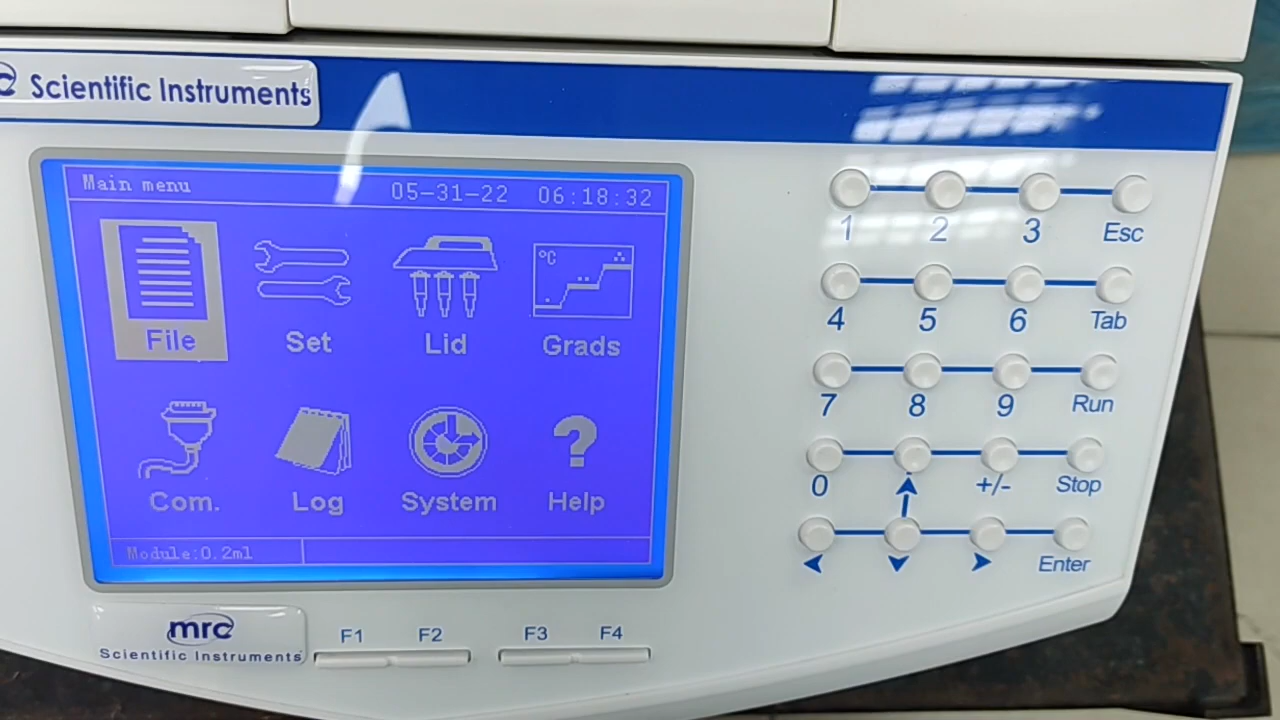 Scientific Instruments
Main menu 05-31-22 06:18:32
°C
File Set Lid Grads
Com. Log System Help
Module:0.2ml
1 2 3 Esc
4 5 6 Tab
7 8 9 Run
0 +/- Stop
Enter
mrc
Scientific Instruments
F1 F2 F3 F4